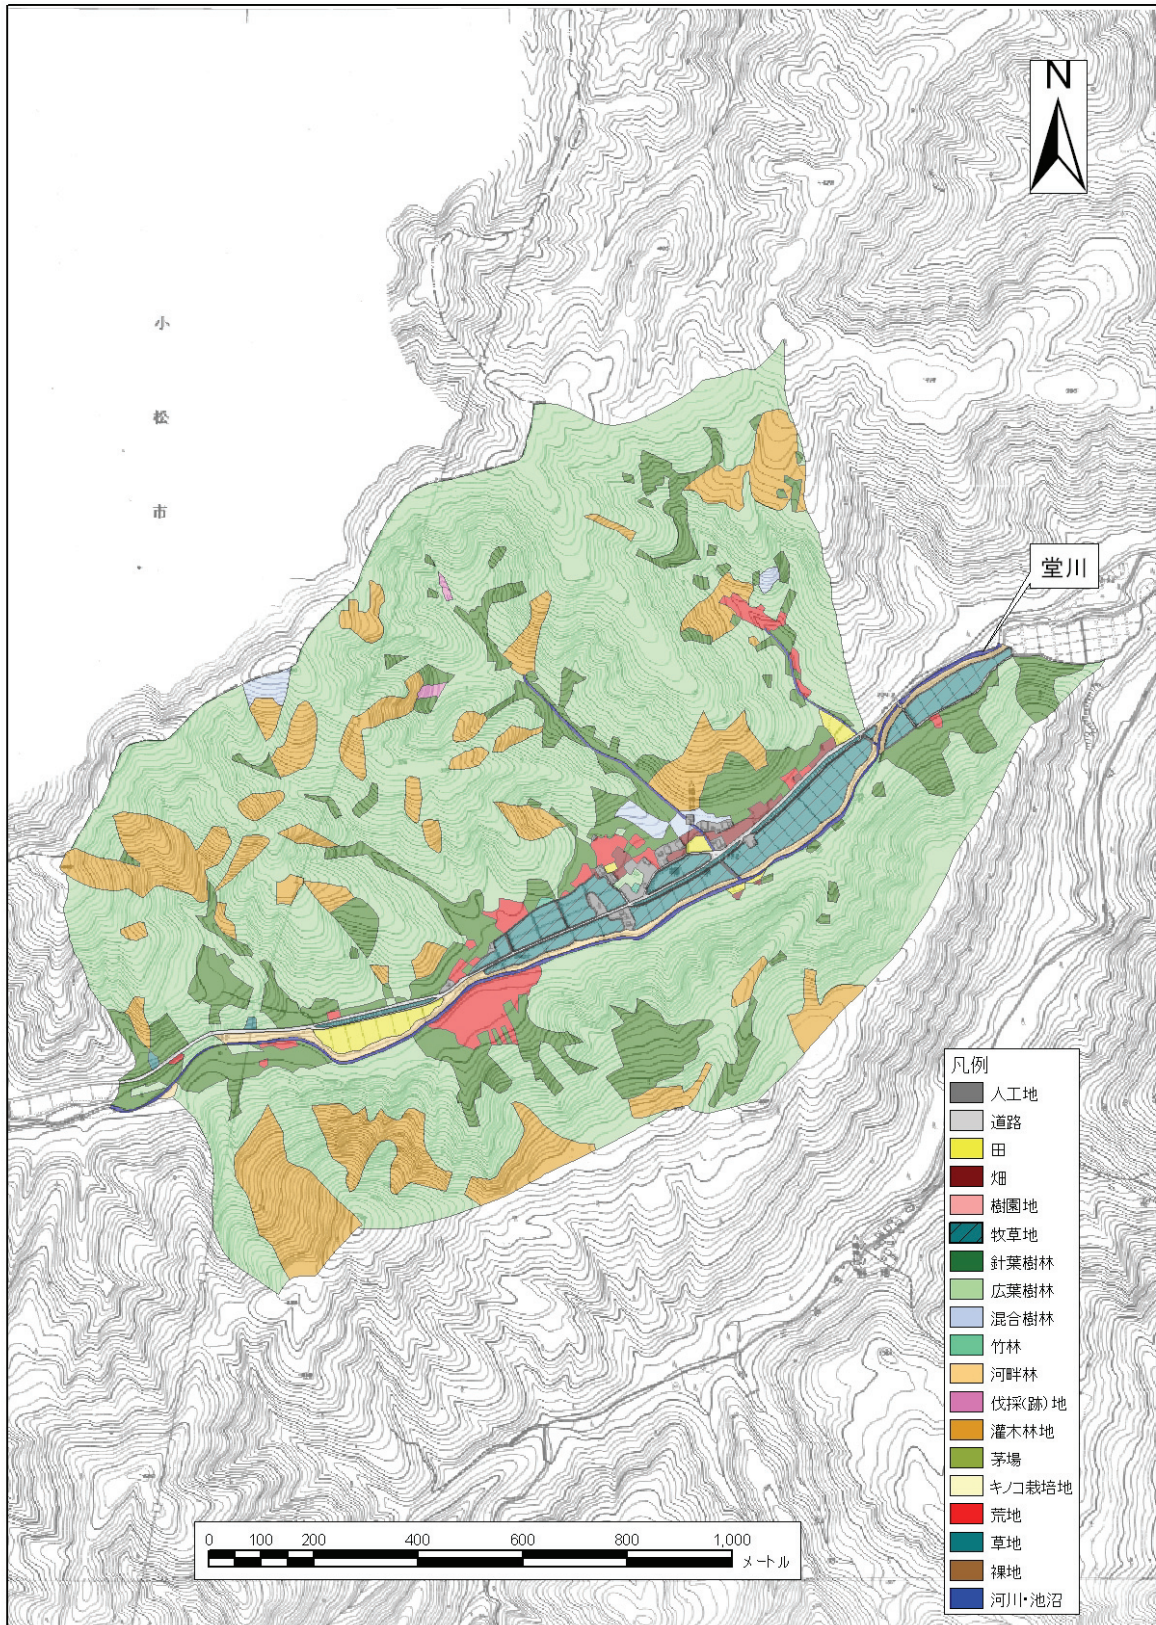 N
小
松
市
堂川
凡例
人工地
道路
田
畑
樹園地
牧草地
針葉樹林
広葉樹林
混合樹林
竹林
河畔林
伐採(跡)地
灌木林地
茅場
キノコ栽培地
荒地
草地
裸地
河川・池沼
0 100 200 400 600 800 1,000
メートル